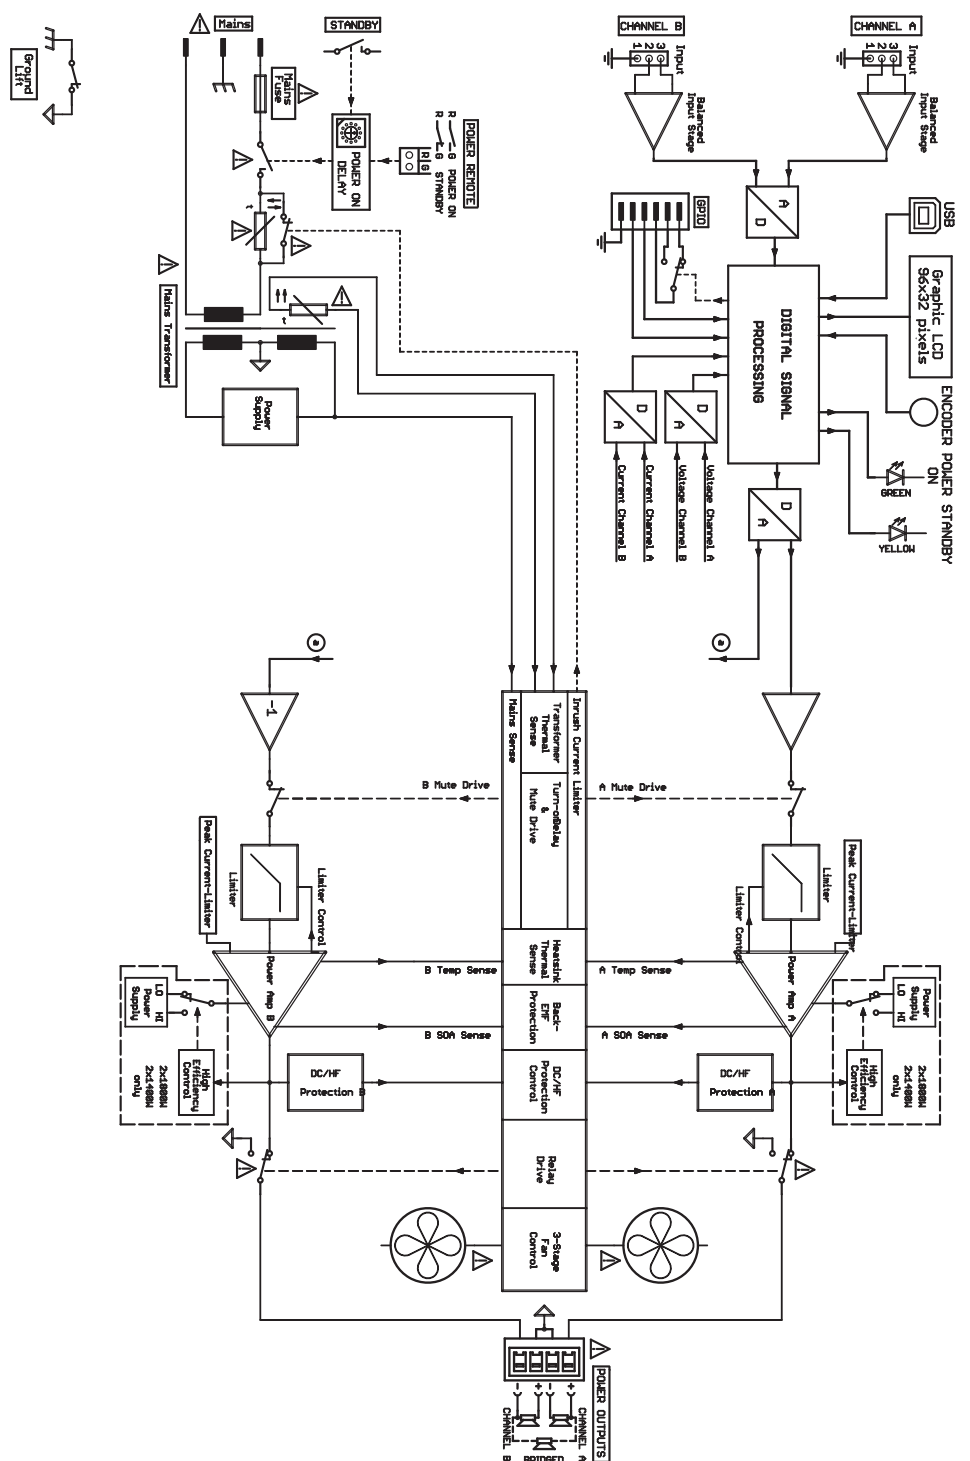 CHANNEL A
Input
3
2
1
Balanced
Input Stage
CHANNEL B
Input
3
2
1
Balanced
Input Stage
A
D
USB
Graphic LCD
96x32 pixels
ENCODER
POWER
ON
STANDBY
GREEN
YELLOW
GPIO
DIGITAL SIGNAL
PROCESSING
D
A
D
A
D
A
Voltage Channel A
Voltage Channel B
Current Channel A
Current Channel B
STANDBY
POWER REMOTE
R G POWER ON
R G STANDBY
R G
POWER ON
DELAY
Mains
Mains
Fuse
Ground
Lift
t
t
Mains Transformer
Power
Supply
a
a
-1
Inrush Current Limiter
Transformer
Thermal
Sense
Mains Sense
Turn-onDelay
&
Mute Drive
A Mute Drive
B Mute Drive
Peak Current-Limiter
Limiter
Limiter Control
Peak Current-Limiter
Limiter
Limiter Control
Power Amp A
Power Amp B
Heatsink
Thermal
Sense
A Temp Sense
B Temp Sense
Back-
EMF
Protection
A SOA Sense
B SOA Sense
DC/HF
Protection
Control
DC/HF
Protection A
DC/HF
Protection B
Power
Supply
LO HI
High
Efficiency
Control
2x1800W
2x1400W
only
Power
Supply
LO HI
High
Efficiency
Control
2x1800W
2x1400W
only
Relay
Drive
3-Stage
Fan
Control
POWER OUTPUTS
- + - +
CHANNEL A
BRIDGED
CHANNEL B